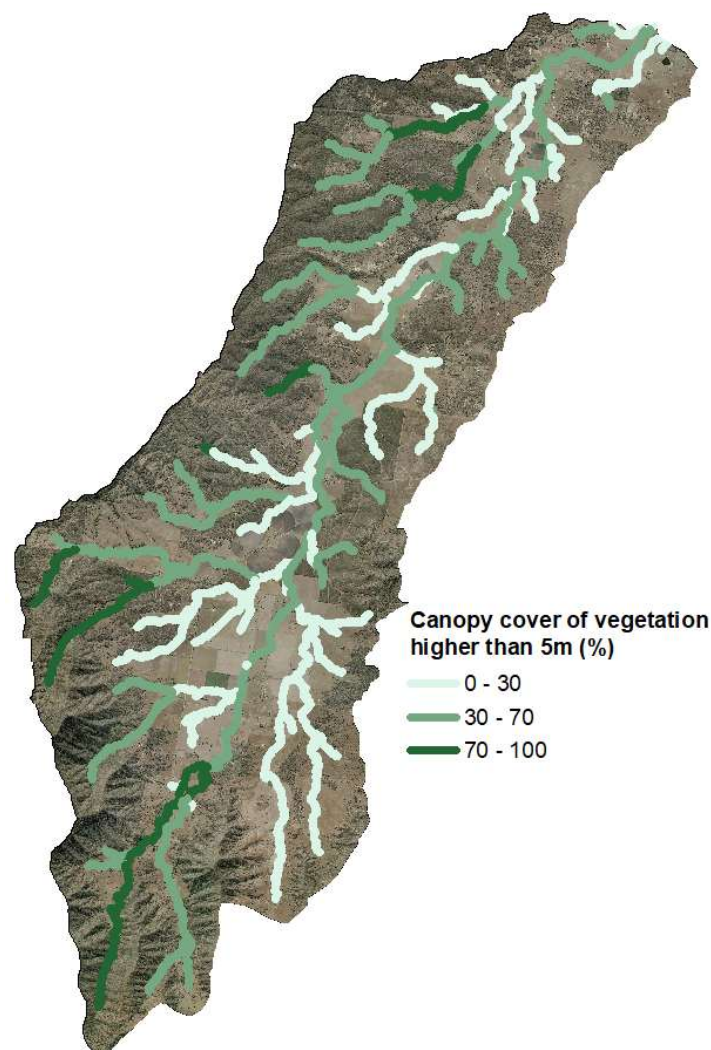 Canopy cover of vegetation
higher than 5m (%)
0 - 30
30 - 70
70 - 100